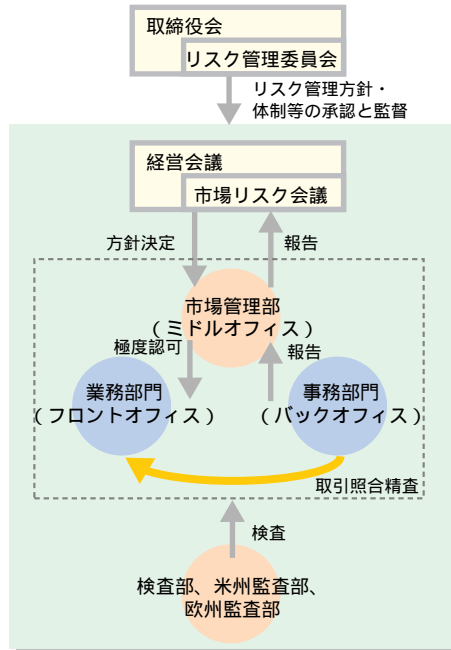 取締役会
リスク管理委員会
リスク管理方針・
体制等の承認と監督
経営会議
市場リスク会議
方針決定
報告
市場管理部
（ミドルオフィス）
極度認可
報告
業務部門
（フロントオフィス）
事務部門
（バックオフィス）
取引照合精査
検査
検査部、米州監査部、
欧州監査部